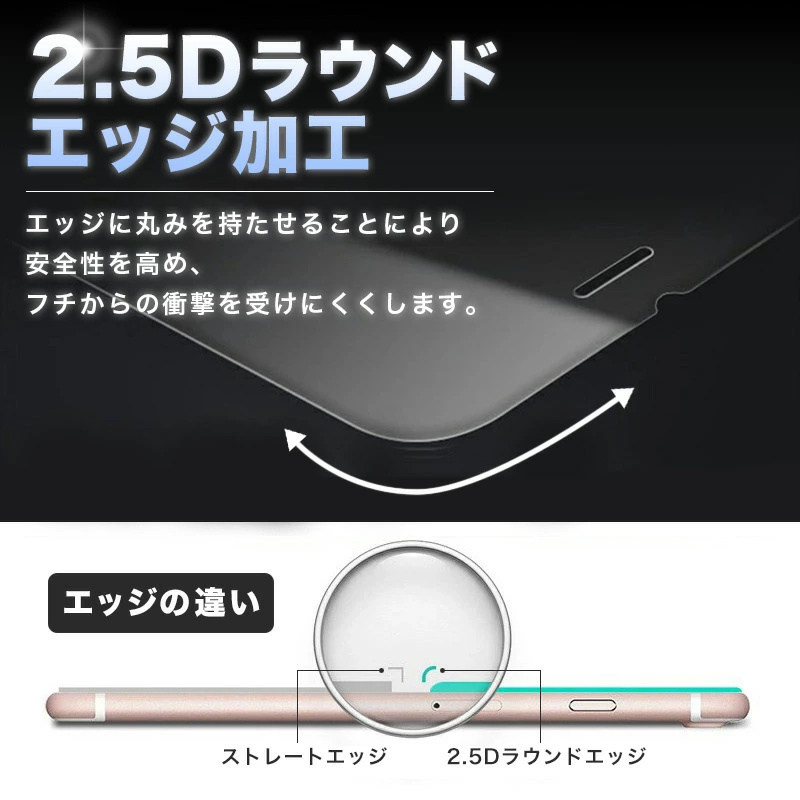 2.5Dラウンド
エッジ加工
エッジに丸みを持たせることにより
安全性を高め、
フチからの衝撃を受けにくくします。
エッジの違い
ストレートエッジ
2.5Dラウンドエッジ